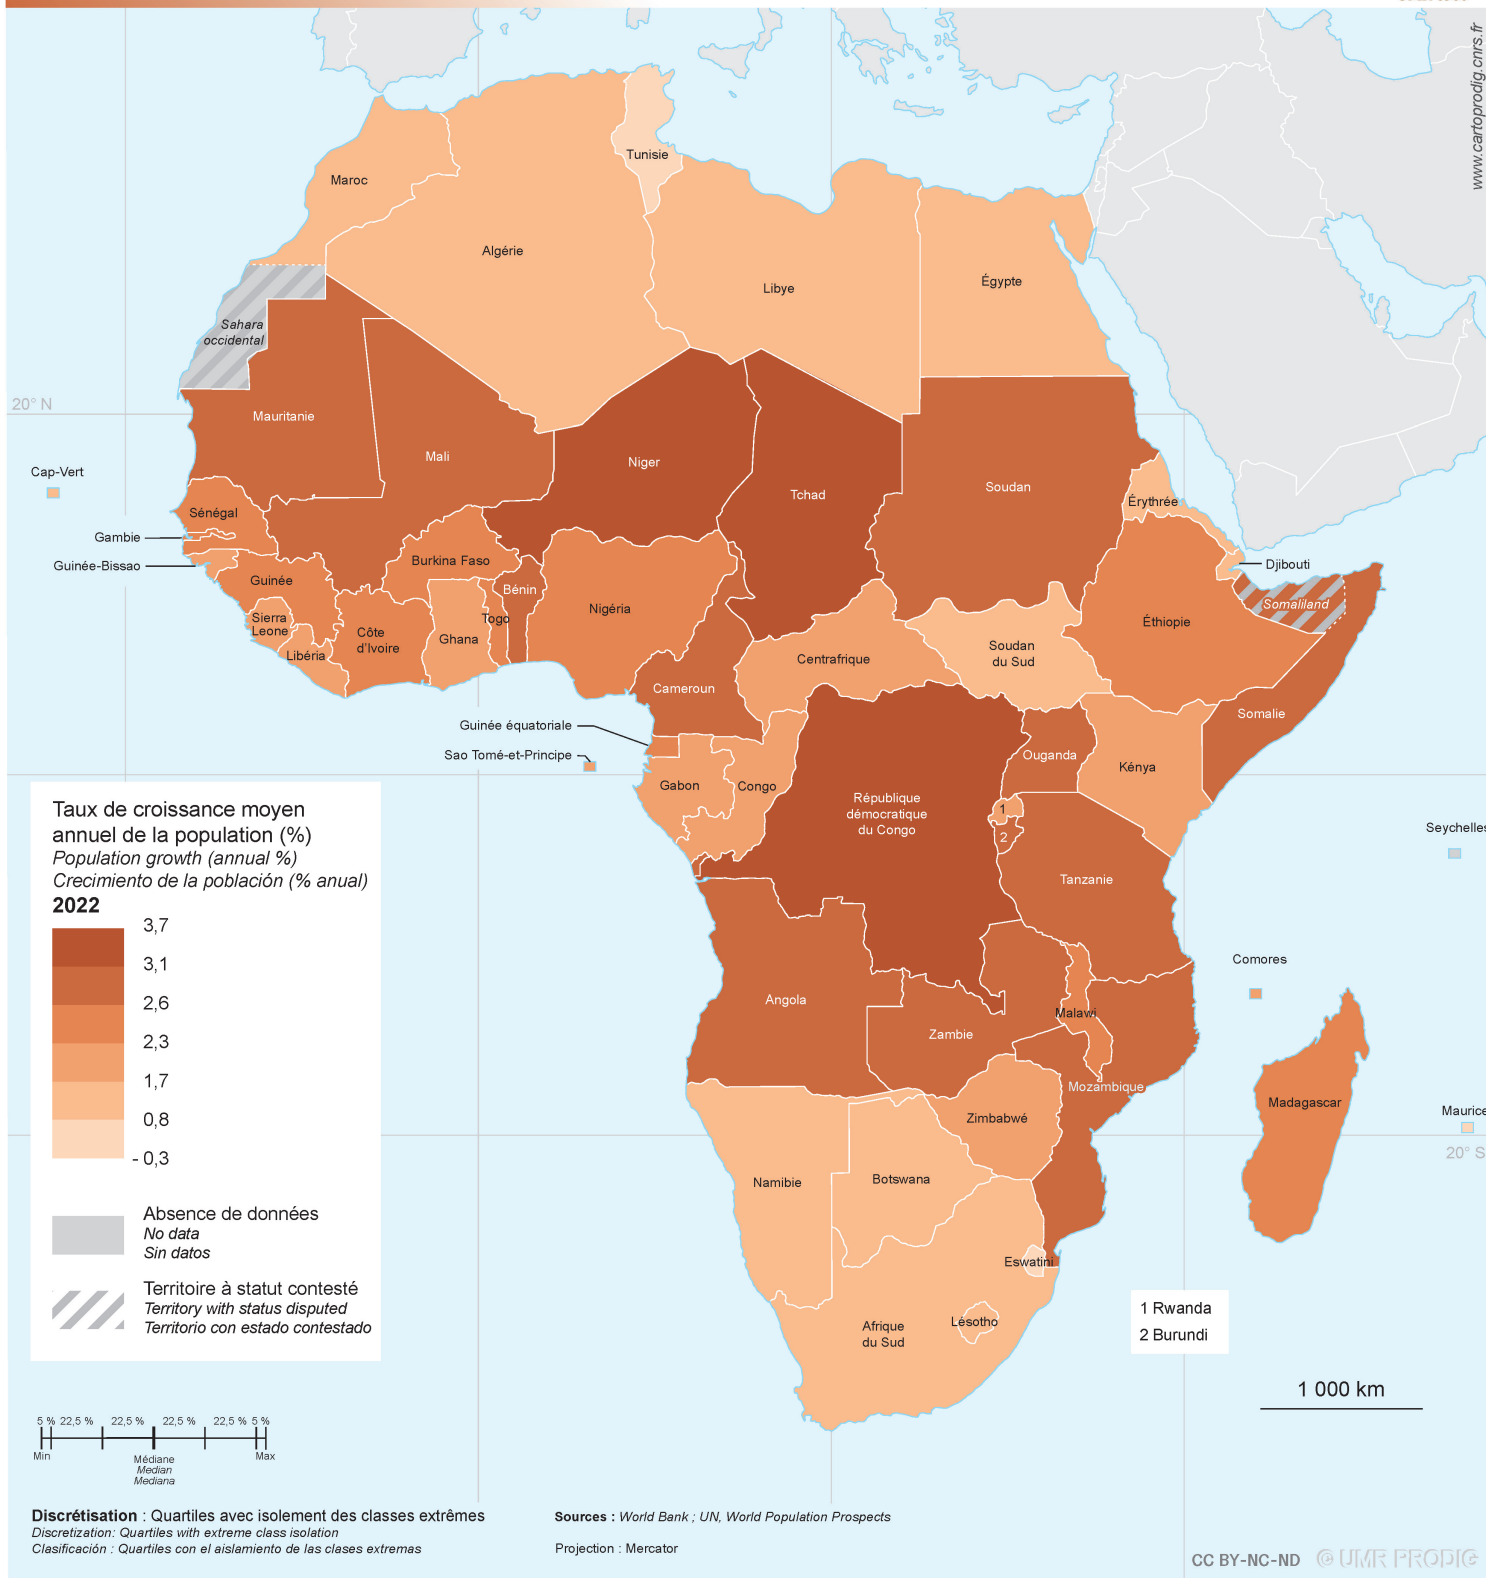 www.cartoprodig.cnrs.fr
Tunisie
Maroc
Algérie
Libye
Égypte
Sahara
occidental
20° N
Mauritanie
Mali
Niger
Tchad
Soudan
Cap-Vert
Érythrée
Sénégal
Gambie
Guinée-Bissao
Burkina Faso
Djibouti
Guinée
Bénin
Somaliland
Nigéria
Sierra
Leone
Togo
Côte
d'Ivoire
Ghana
Éthiopie
Libéria
Centrafrique
Soudan
du Sud
Cameroun
Somalie
Guinée équatoriale
Sao Tomé-et-Principe
Ouganda
Kénya
Gabon
Congo
République
démocratique
du Congo
1
2
Seychelles
Tanzanie
Comores
Angola
Malawi
Zambie
Mozambique
Madagascar
Maurice
Zimbabwé
20° S
Namibie
Botswana
Eswatini
Lésotho
Afrique
du Sud
Taux de croissance moyen
annuel de la population (%)
Population growth (annual %)
Crecimiento de la población (% anual)
2022
3,7
3,1
2,6
2,3
1,7
0,8
- 0,3
Absence de données
No data
Sin datos
Territoire à statut contesté
Territory with status disputed
Territorio con estado contestado
1 Rwanda
2 Burundi
1 000 km
5 % 22,5 % 22,5 % 22,5 % 22,5 % 5 %
Min Max
Médiane
Median
Mediana
Discrétisation : Quartiles avec isolement des classes extrêmes
Discretization: Quartiles with extreme class isolation
Clasificación : Quartiles con el aislamiento de las clases extremas
Sources : World Bank ; UN, World Population Prospects
Projection : Mercator
CC BY-NC-ND © UMR PRODIG